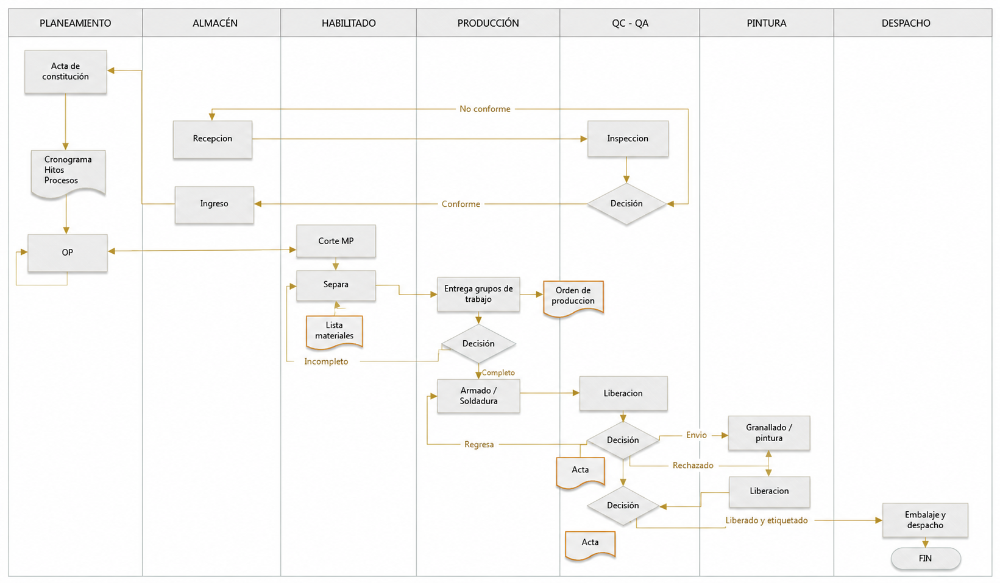 PLANEAMIENTO
ALMACÉN
HABILITADO
PRODUCCIÓN
QC - QA
PINTURA
DESPACHO
Acta de
constitución
No conforme
Recepcion
Inspeccion
Cronograma
Hitos
Procesos
Ingreso
Conforme
Decisión
Corte MP
OP
Separa
Entrega grupos de
trabajo
Orden de
produccion
Lista
materiales
Decisión
Incompleto
Completo
Armado /
Soldadura
Liberacion
Granallado /
pintura
Envio
Decisión
Regresa
Rechazado
Acta
Liberacion
Decisión
Liberado y etiquetado
Embalaje y
despacho
Acta
FIN